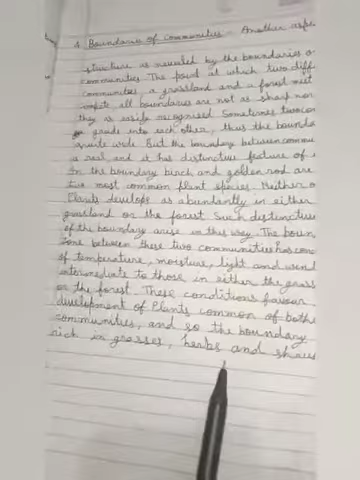 4. Boundaries of Communities - Another aspe
structure is revealed by the boundaries o
communities. The point at which two diff
communities, a grassland and a forest meet
all boundaries are not as sharp nor
they as easily recognised. Sometimes two con
grade into each other, thus the bounda
quite wide. But the boundary between commu
a real and it has distinctive feature of i
In the boundary birch and golden rod are
two most common plant species. Neither o
Plants develops as abundantly in either
grassland or the forest. Such distinctive
of the boundary arise in this way. The boun
zone between these two communities has cond
of temperature, moisture, light and wind
intermediate to those in either the grass
or the forest. These conditions favour
development of Plants common of both
communities, and so the boundary
rich in grasses, herbs and shrubs